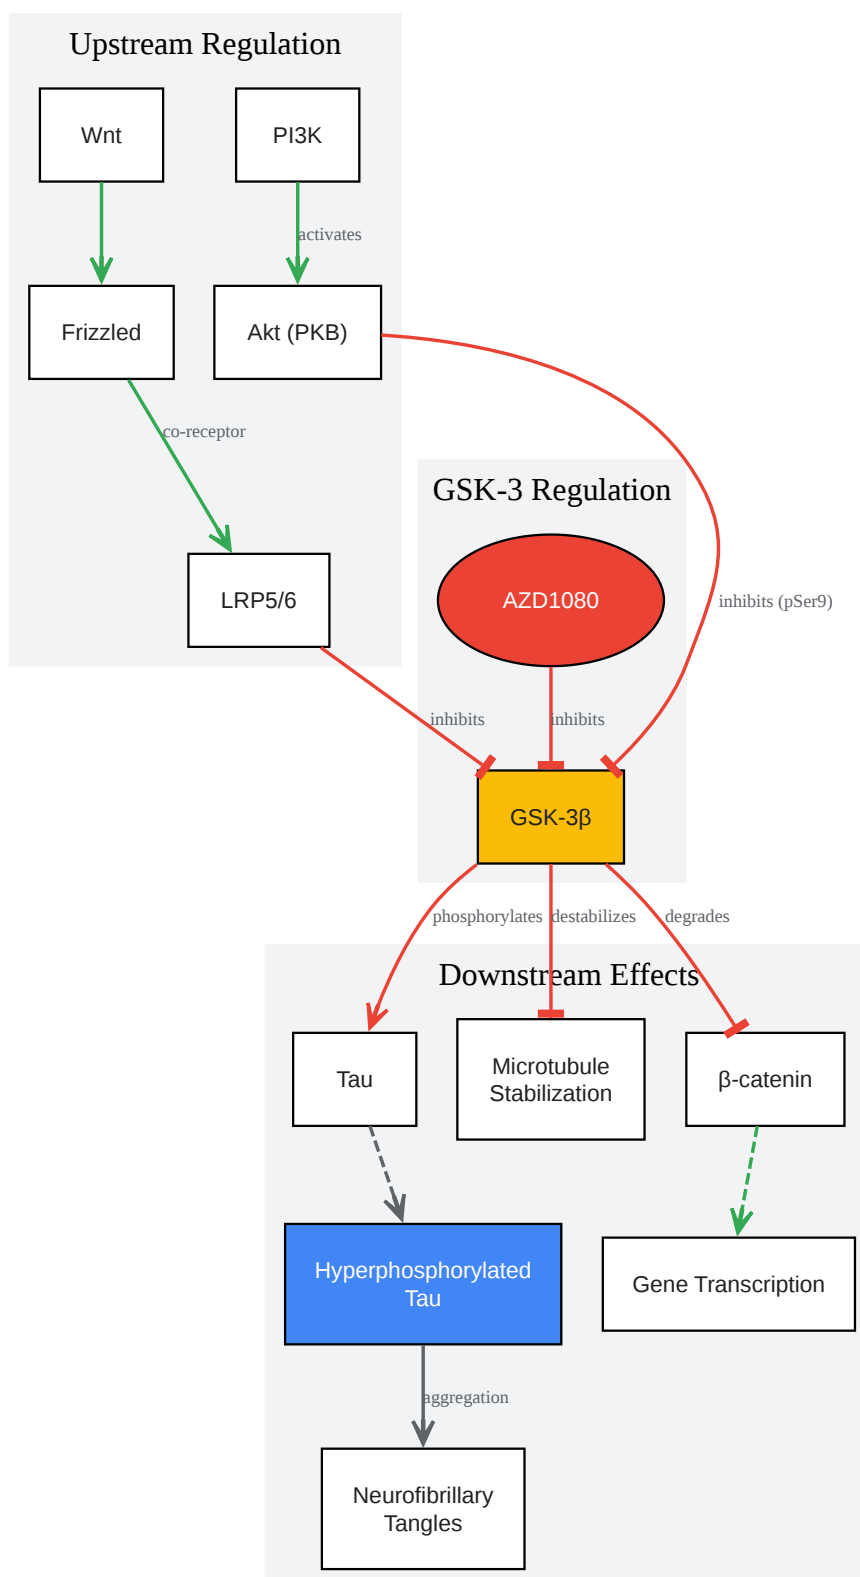 Upstream Regulation
Wnt
PI3K
activates
Frizzled
Akt (PKB)
co-receptor
GSK-3 Regulation
LRP5/6
AZD1080
inhibits (pSer9)
inhibits
inhibits
GSK-3β
phosphorylates
destabilizes
degrades
Downstream Effects
Tau
Microtubule
Stabilization
β-catenin
Hyperphosphorylated
Tau
Gene Transcription
aggregation
Neurofibrillary
Tangles